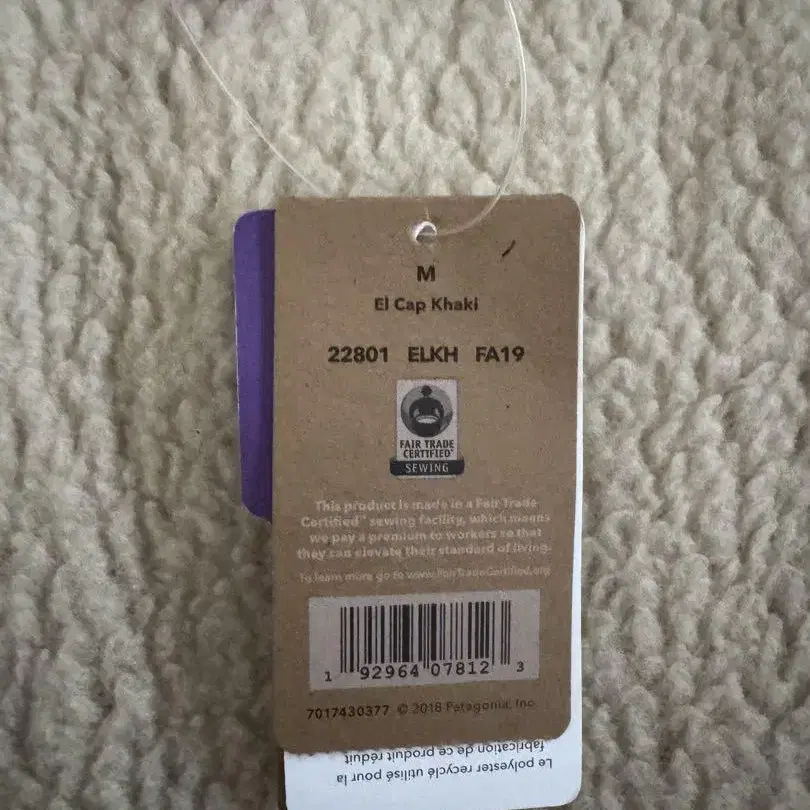 M
El Cap Khaki
22801 ELKH FA19
FAIR TRADE
CERTIFIED™
SEWING
This product is made in a Fair Trade
Certified™ sewing facility, which means
we pay a premium to workers so that
they can elevate their standard of living.
To learn more go to www.FairTradeCertified.org
1 92964 07812 3
7017430377 © 2018 Patagonia, Inc.
Le polyester recyclé utilisé pour la
fabrication de ce produit réduit